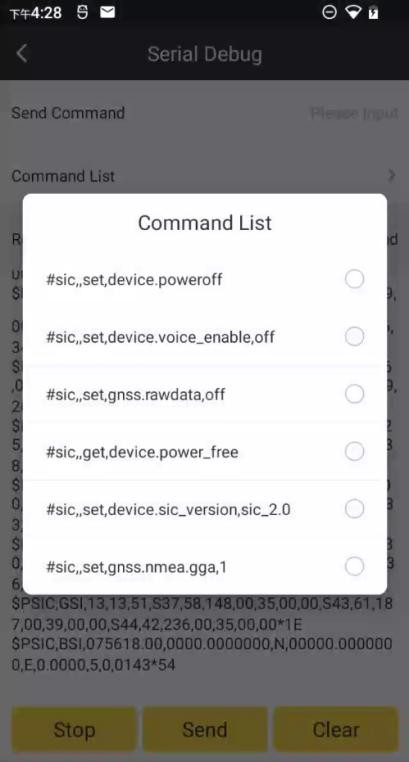 下午4:28
Serial Debug
Send Command
Please Input
Command List
Command List
#sic,,set,device.poweroff
#sic,,set,device.voice_enable,off
#sic,,set,gnss.rawdata,off
#sic,,get,device.power_free
#sic,,set,device.sic_version,sic_2.0
#sic,,set,gnss.nmea.gga,1
$PSIC,GSI,13,13,51,S37,58,148,00,35,00,00,S43,61,18
7,00,39,00,00,S44,42,236,00,35,00,00*1E
$PSIC,BSI,075618.00,0000.0000000,N,00000.000000
0,E,0.0000,5,0,0143*54
Stop
Send
Clear